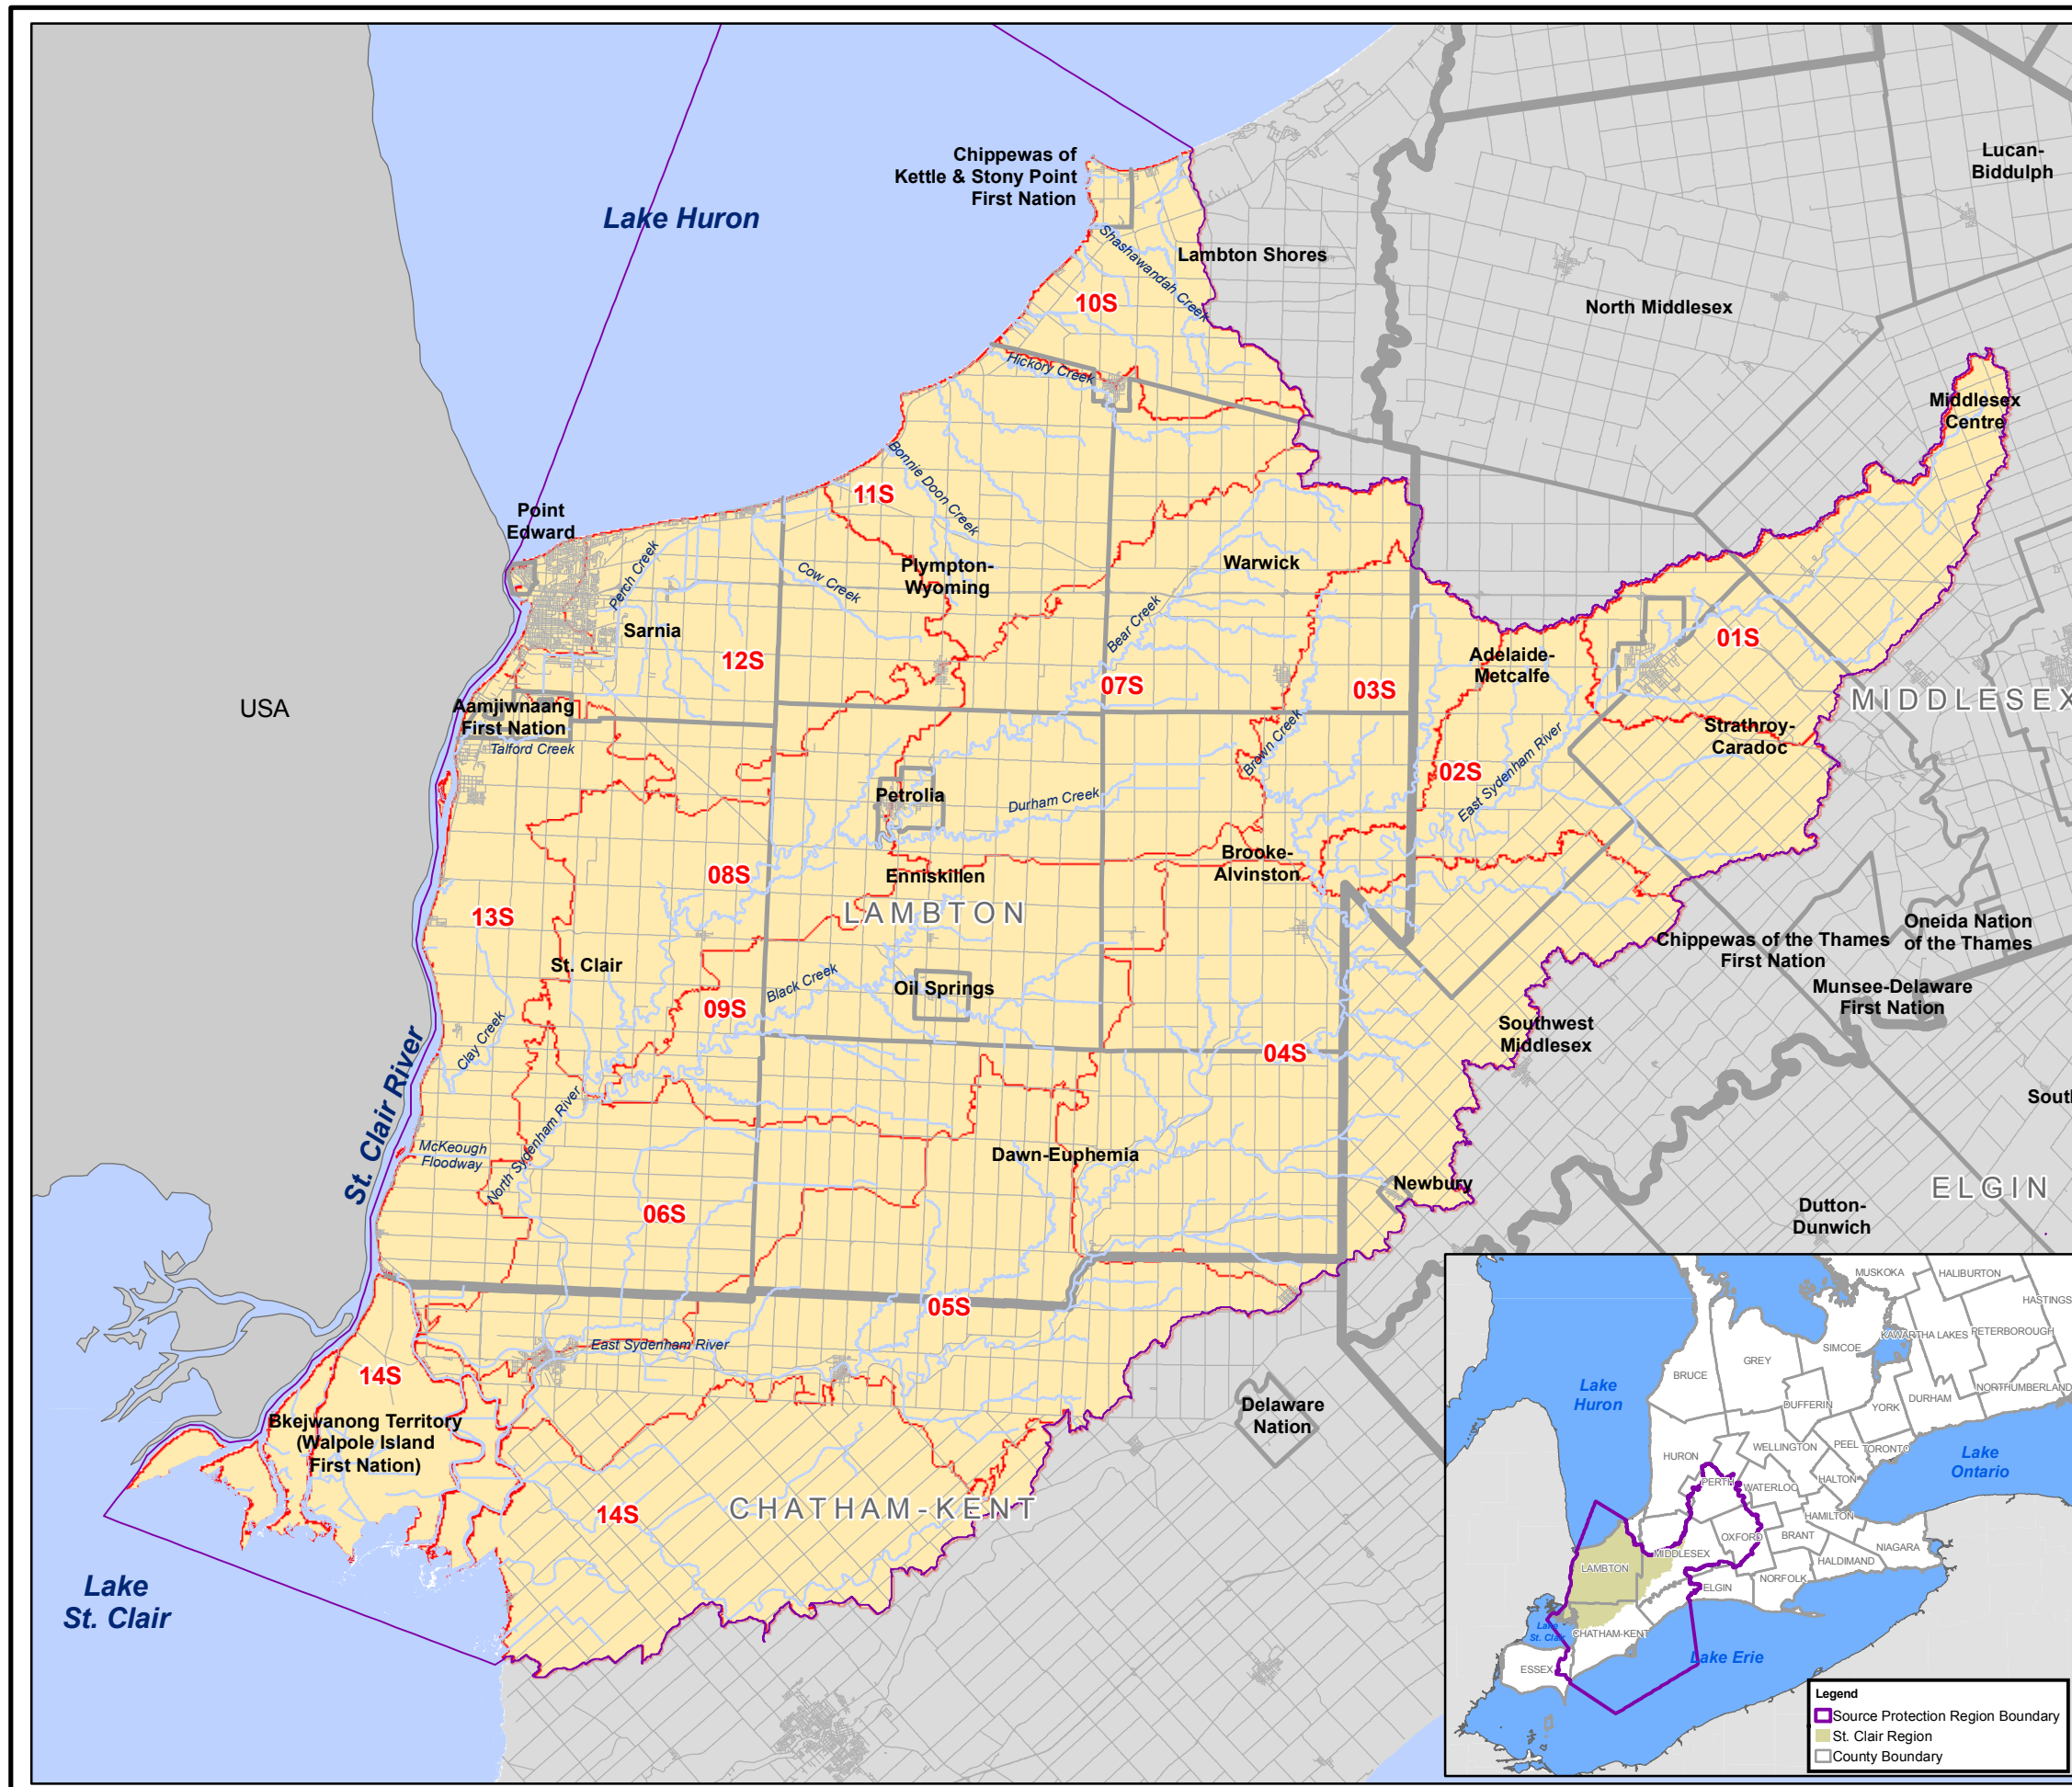 Chippewas of
Kettle & Stony Point
First Nation
Lucan-
Biddulph
Lake Huron
Shashawandah Creek
Lambton Shores
10S
North Middlesex
Hickory Creek
Middlesex
Centre
Bonnie Doon Creek
11S
Point
Edward
Perch Creek
Cow Creek
Plympton-
Wyoming
Warwick
Bear Creek
Sarnia
01S
12S
Adelaide-
Metcalfe
07S
03S
USA
MIDDLESEX
Aamjiwnaang
First Nation
Talford Creek
Strathroy-
Caradoc
Brown Creek
02S
East Sydenham River
Petrolia
Durham Creek
Brooke-
Alvinston
08S
Enniskillen
LAMBTON
13S
Oneida Nation
of the Thames
Chippewas of the Thames
First Nation
St. Clair
Black Creek
Oil Springs
Munsee-Delaware
First Nation
09S
Clay Creek
Southwest
Middlesex
04S
St. Clair River
McKeough
Floodway
North Sydenham River
Dawn-Euphemia
Newbury
ELGIN
06S
Dutton-
Dunwich
05S
East Sydenham River
14S
Bkejwanong Territory
(Walpole Island
First Nation)
Delaware
Nation
14S
CHATHAM-KENT
Lake
St. Clair
MUSKOKA
HALIBURTON
HASTINGS
KAWARTHA LAKES
PETERBOROUGH
SIMCOE
GREY
BRUCE
Lake
Huron
NORTHUMBERLAND
DURHAM
DUFFERIN
YORK
WELLINGTON
PEEL
TORONTO
HURON
Lake
Ontario
PERTH
WATERLOO
HALTON
HAMILTON
OXFORD
BRANT
NIAGARA
MIDDLESEX
HALDIMAND
LAMBTON
NORFOLK
ELGIN
Lake
St. Clair
CHATHAM-KENT
Lake Erie
ESSEX
Legend
Source Protection Region Boundary
St. Clair Region
County Boundary